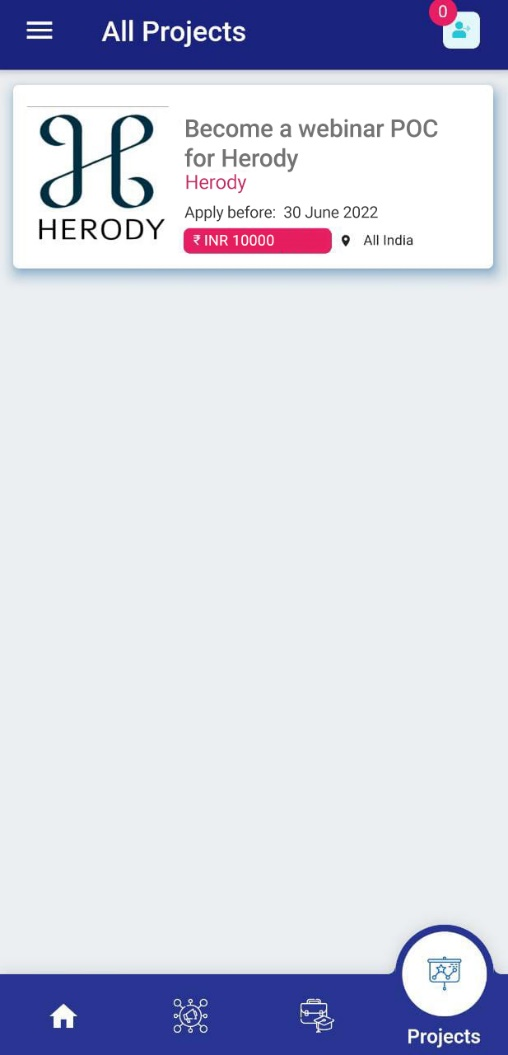 All Projects
0
Become a webinar POC
for Herody
Herody
HERODY
Apply before: 30 June 2022
₹ INR 10000
All India
Projects